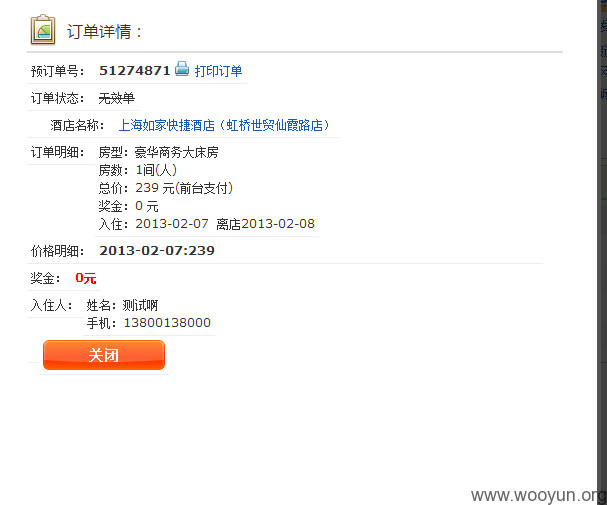 订单详情：
预订单号： 51274871 打印订单
订单状态： 无效单
酒店名称： 上海如家快捷酒店（虹桥世贸仙霞路店）
订单明细： 房型：豪华商务大床房
房数：1间(人)
总价：239 元(前台支付)
奖金：0 元
入住：2013-02-07 离店2013-02-08
价格明细： 2013-02-07:239
奖金： 0元
入住人： 姓名：测试啊
手机：13800138000
关闭
www.wooyun.org